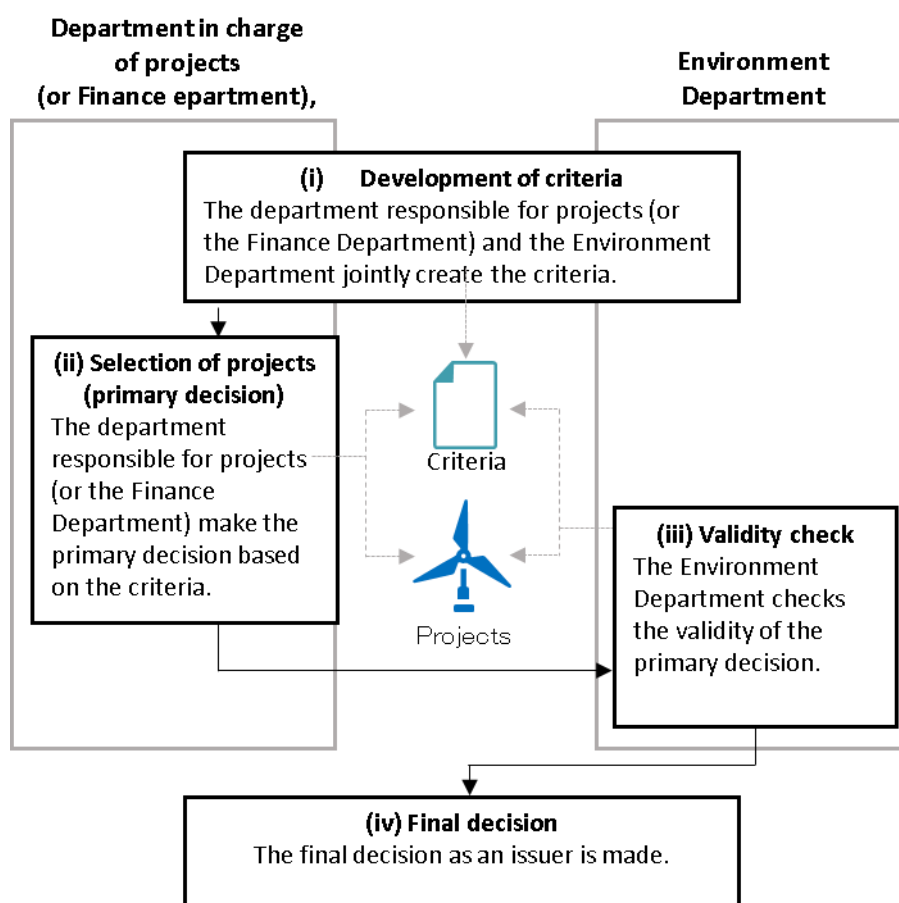 Department in charge
of projects
(or Finance epartment),
Environment
Department
(i) Development of criteria
The department responsible for projects (or
the Finance Department) and the Environment
Department jointly create the criteria.
(ii) Selection of projects
(primary decision)
The department
responsible for projects
(or the Finance
Department) make the
primary decision based
on the criteria.
Criteria
Projects
(iii) Validity check
The Environment
Department checks
the validity of the
primary decision.
(iv) Final decision
The final decision as an issuer is made.